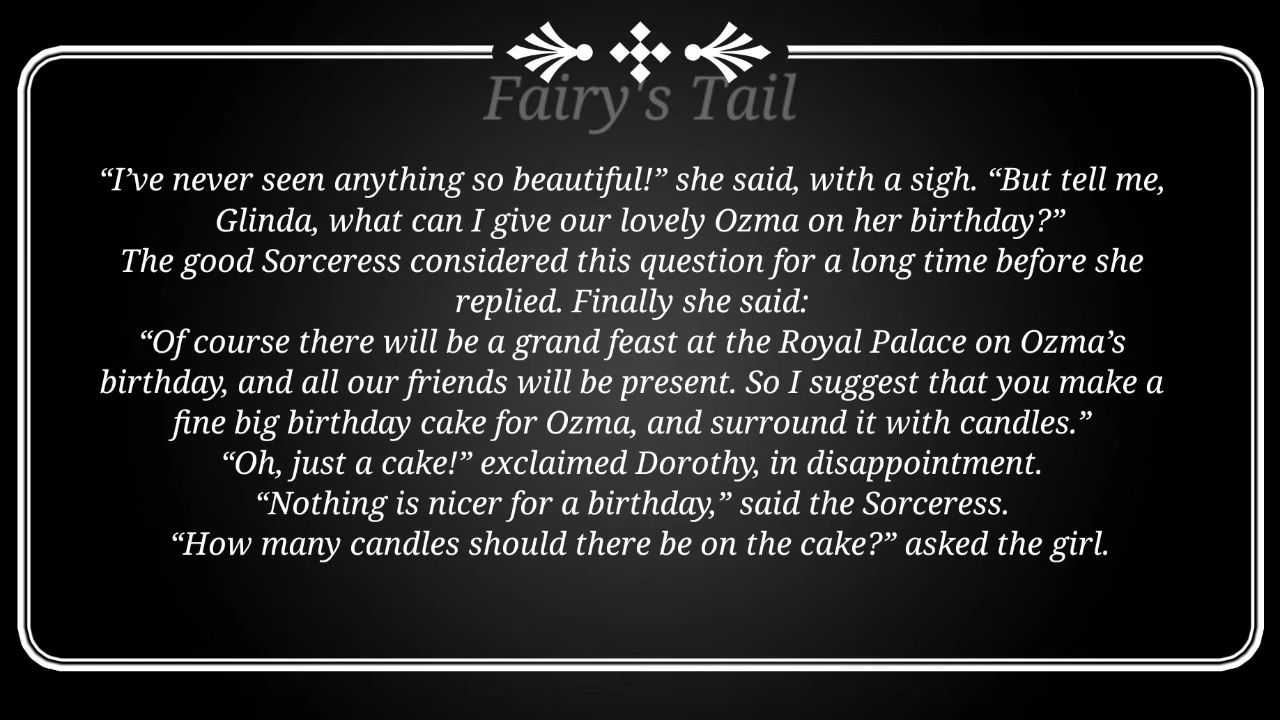 Fairy's Tail
“I’ve never seen anything so beautiful!” she said, with a sigh. “But tell me,
Glinda, what can I give our lovely Ozma on her birthday?”
The good Sorceress considered this question for a long time before she
replied. Finally she said:
“Of course there will be a grand feast at the Royal Palace on Ozma’s
birthday, and all our friends will be present. So I suggest that you make a
fine big birthday cake for Ozma, and surround it with candles.”
“Oh, just a cake!” exclaimed Dorothy, in disappointment.
“Nothing is nicer for a birthday,” said the Sorceress.
“How many candles should there be on the cake?” asked the girl.